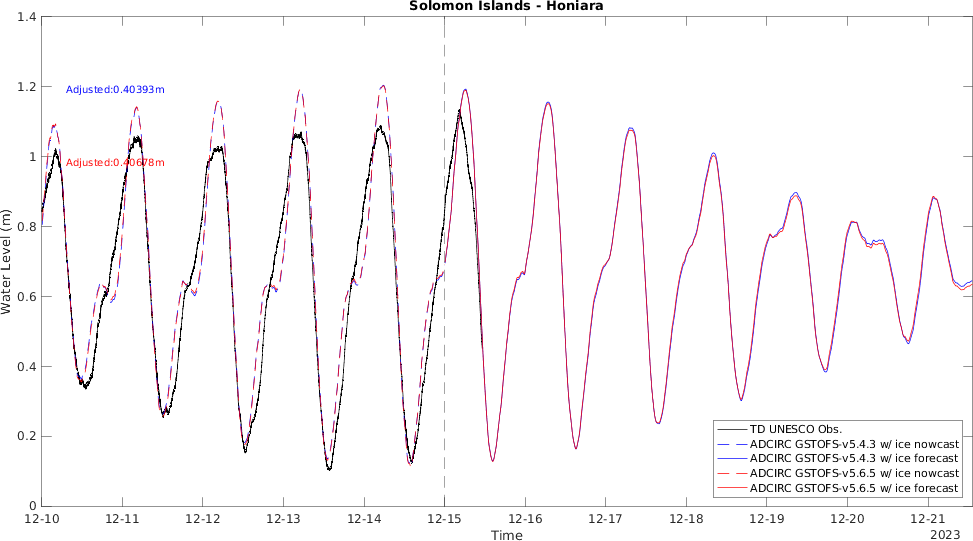 Solomon Islands - Honiara
1.4
1.2
1
0.8
0.6
0.4
0.2
0
Water Level (m)
Adjusted:0.40393m
Adjusted:0.40678m
TD UNESCO Obs.
ADCIRC GSTOFS-v5.4.3 w/ ice nowcast
ADCIRC GSTOFS-v5.4.3 w/ ice forecast
ADCIRC GSTOFS-v5.6.5 w/ ice nowcast
ADCIRC GSTOFS-v5.6.5 w/ ice forecast
12-10 12-11 12-12 12-13 12-14 12-15 12-16 12-17 12-18 12-19 12-20 12-21
2023
Time